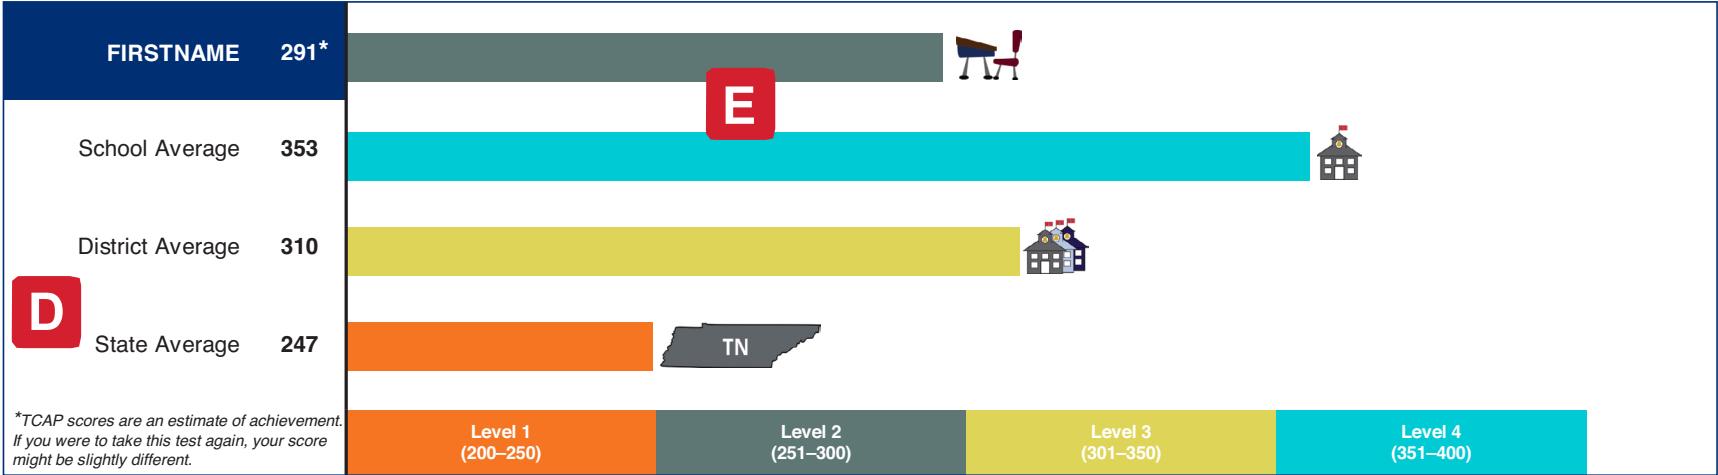 FIRSTNAME 291*
E
School Average 353
District Average 310
D
State Average 247
TN
*TCAP scores are an estimate of achievement.
If you were to take this test again, your score
might be slightly different.
Level 1
(200–250)
Level 2
(251–300)
Level 3
(301–350)
Level 4
(351–400)